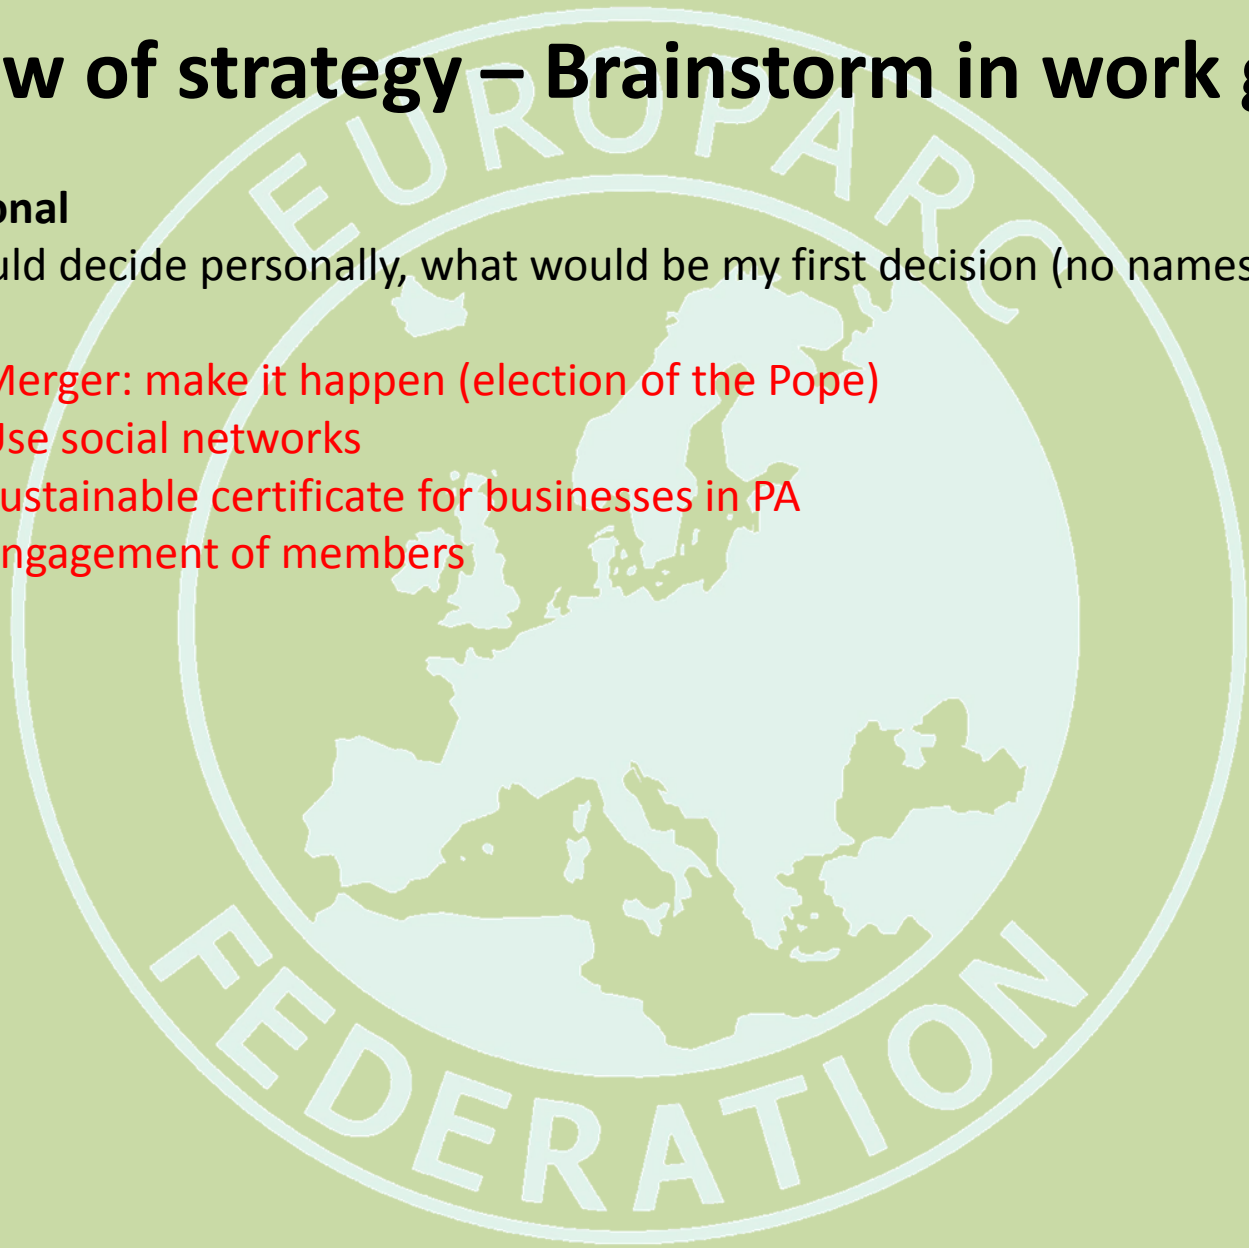 w of strategy – Brainstorm in work g
onal
uld decide personally, what would be my first decision (no names
Merger: make it happen (election of the Pope)
Use social networks
ustainable certificate for businesses in PA
ngagement of members
EUROPARC
FEDERATION